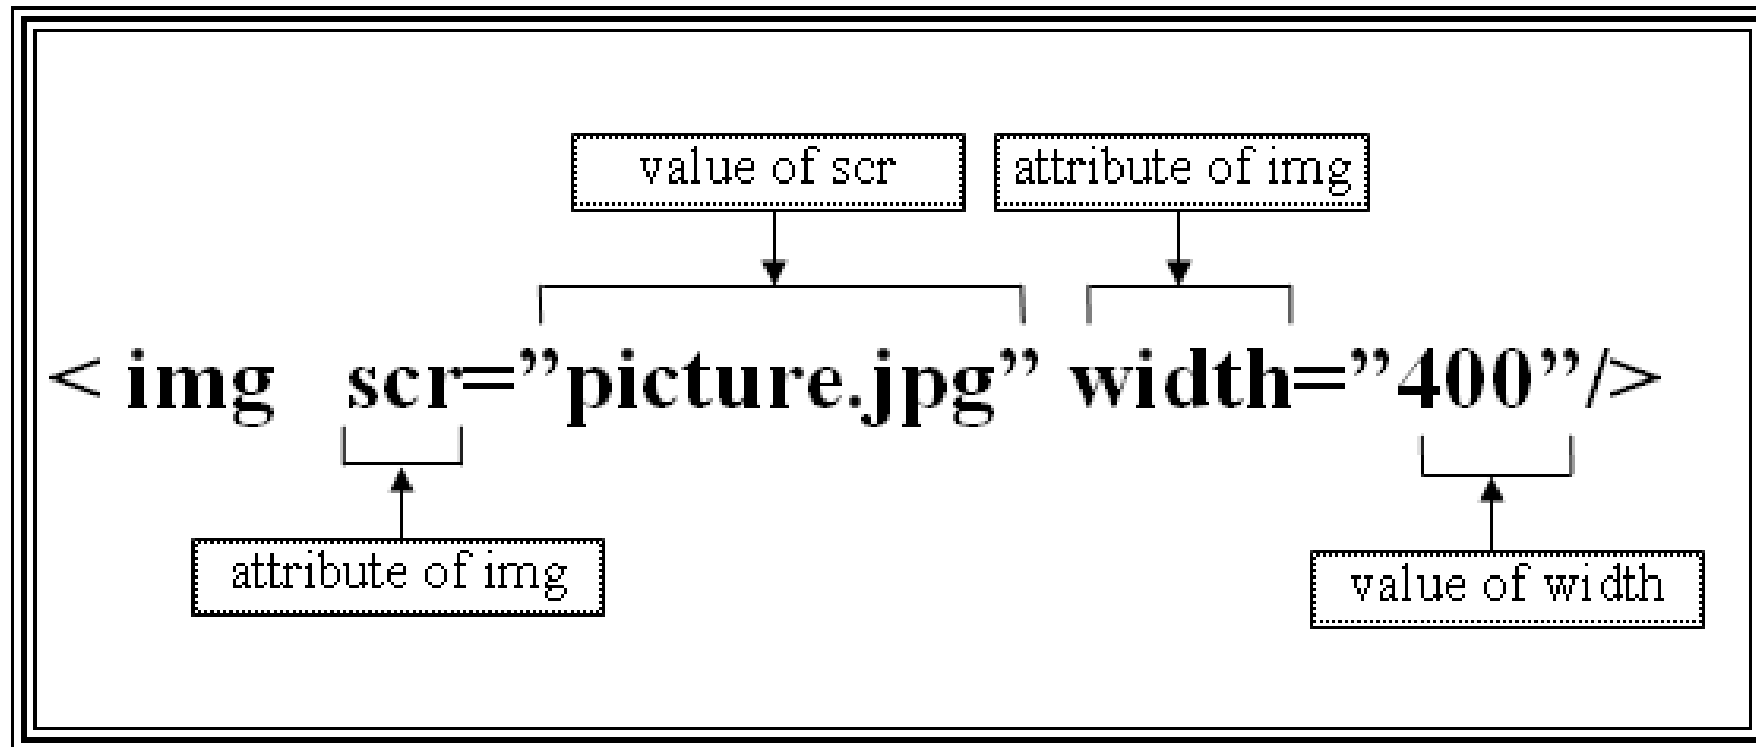 value of scr
attribute of img
< img scr=”picture.jpg” width=”400”/>
attribute of img
value of width